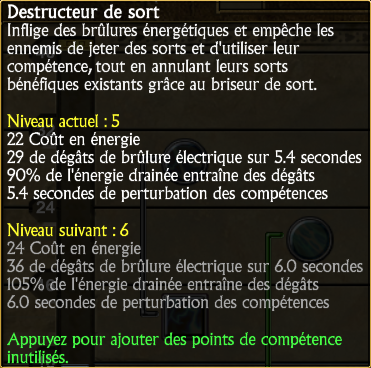 Destructeur de sort
Inflige des brûlures énergétiques et empêche les
ennemis de jeter des sorts et d'utiliser leur
compétence, tout en annulant leurs sorts
bénéfiques existants grâce au briseur de sort.
Niveau actuel : 5
22 Coût en énergie
29 de dégâts de brûlure électrique sur 5.4 secondes
90% de l'énergie drainée entraîne des dégâts
5.4 secondes de perturbation des compétences
24
Niveau suivant : 6
24 Coût en énergie
36 de dégâts de brûlure électrique sur 6.0 secondes
105% de l'énergie drainée entraîne des dégâts
6.0 secondes de perturbation des compétences
Appuyez pour ajouter des points de compétence
inutilisés.